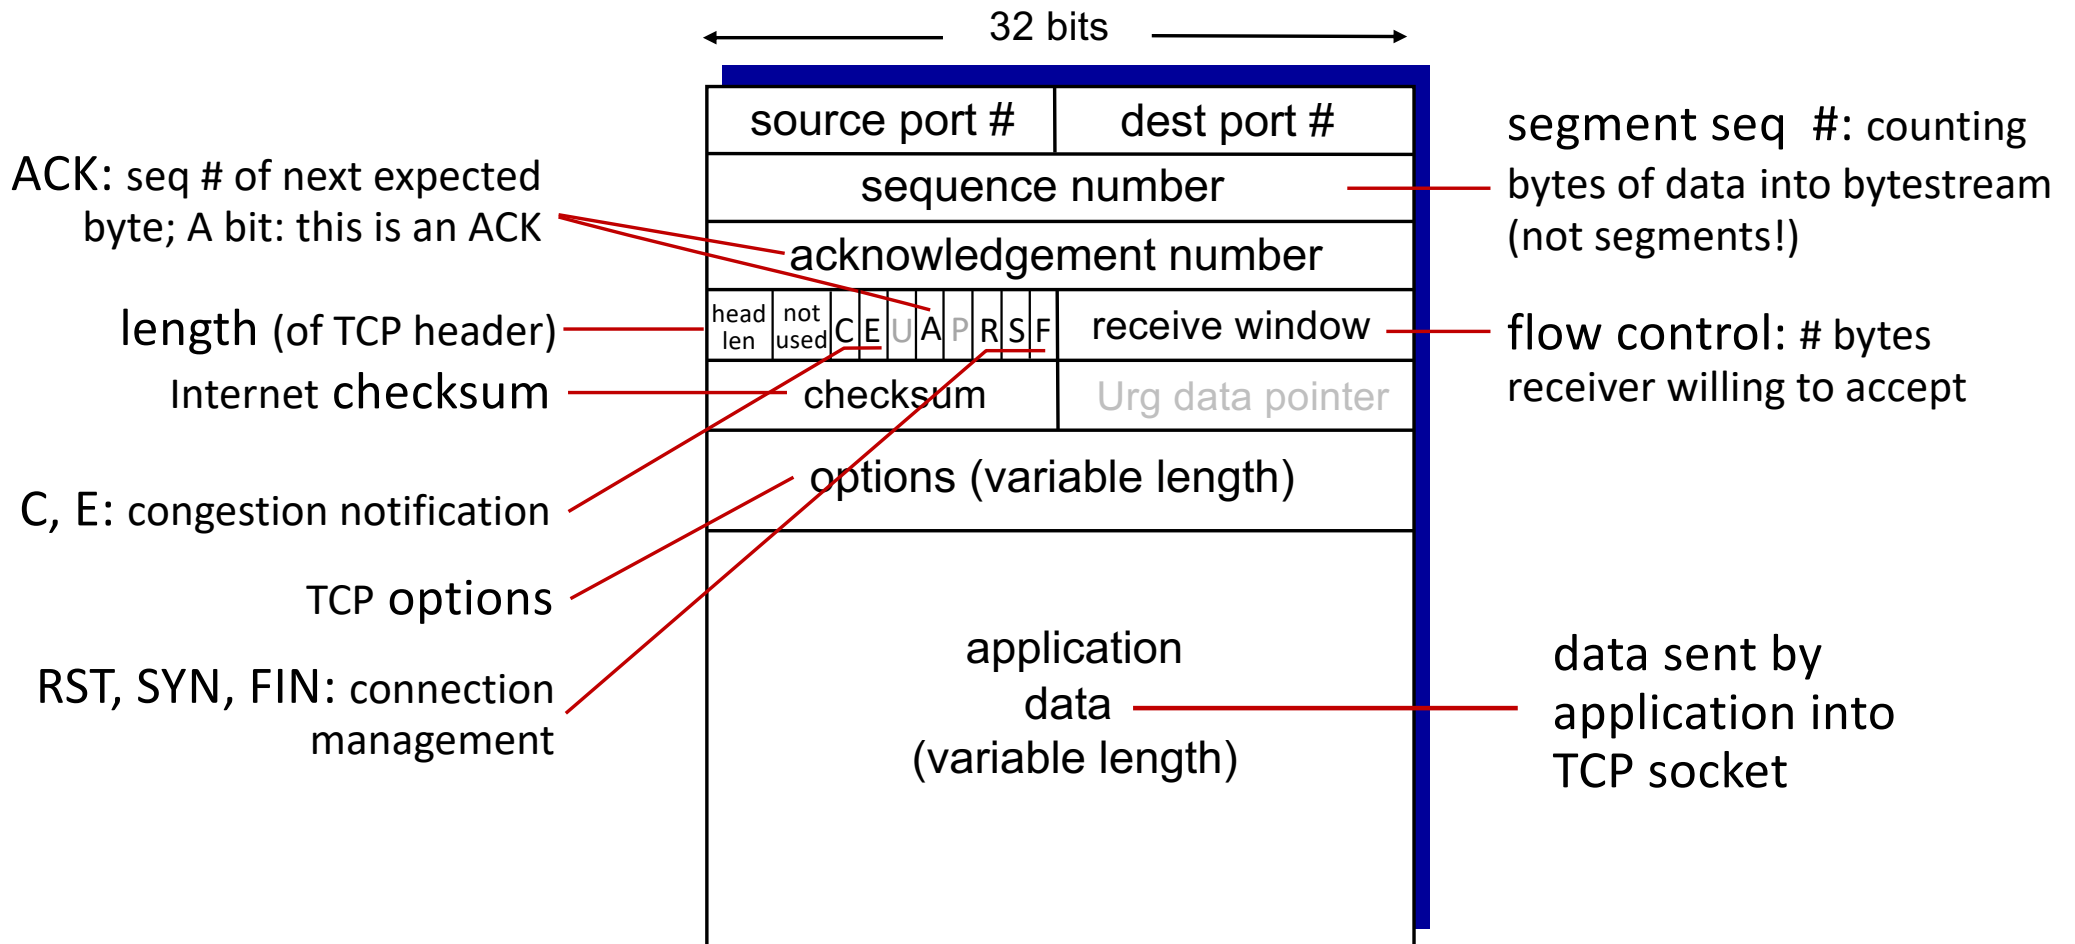 32 bits
source port #
dest port #
segment seq  #: counting
bytes of data into bytestream
(not segments!)
ACK: seq # of next expected
byte; A bit: this is an ACK
sequence number
acknowledgement number
length (of TCP header)
head
len
not
used
C
E
U
A
P
R
S
F
receive window
flow control: # bytes
receiver willing to accept
Internet checksum
checksum
Urg data pointer
options (variable length)
C, E: congestion notification
TCP options
RST, SYN, FIN: connection
management
application
data
(variable length)
data sent by
application into
TCP socket